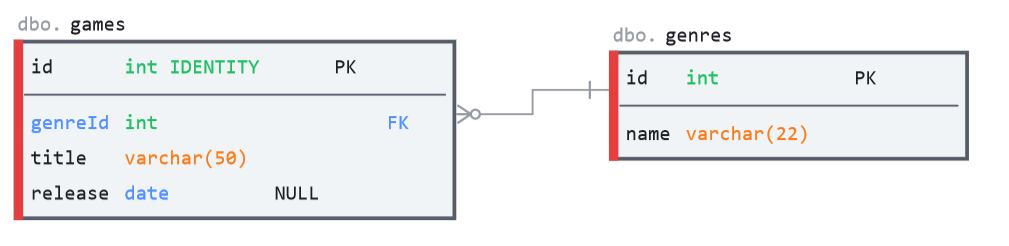 dbo. games
id int IDENTITY PK
genreId int FK
title varchar(50)
release date NULL
dbo. genres
id int PK
name varchar(22)